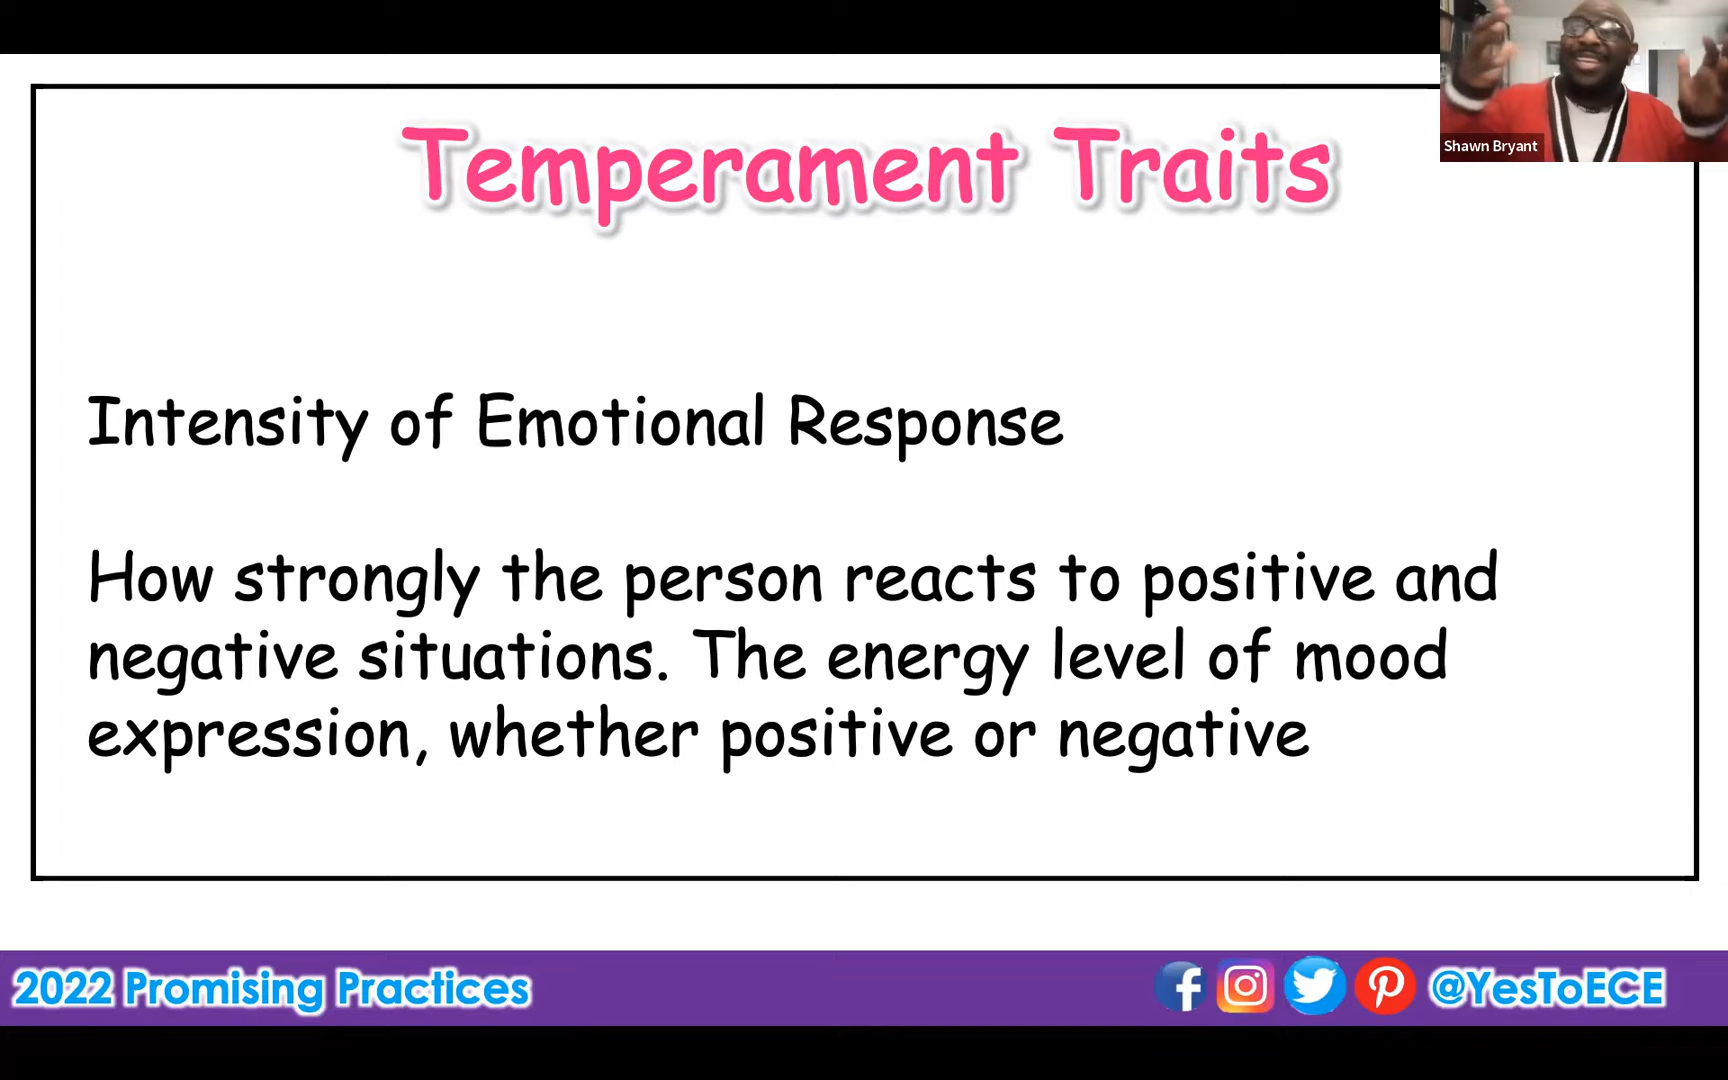 Shawn Bryant
Temperament Traits
Intensity of Emotional Response
How strongly the person reacts to positive and
negative situations. The energy level of mood
expression, whether positive or negative
2022 Promising Practices
@YesToECE